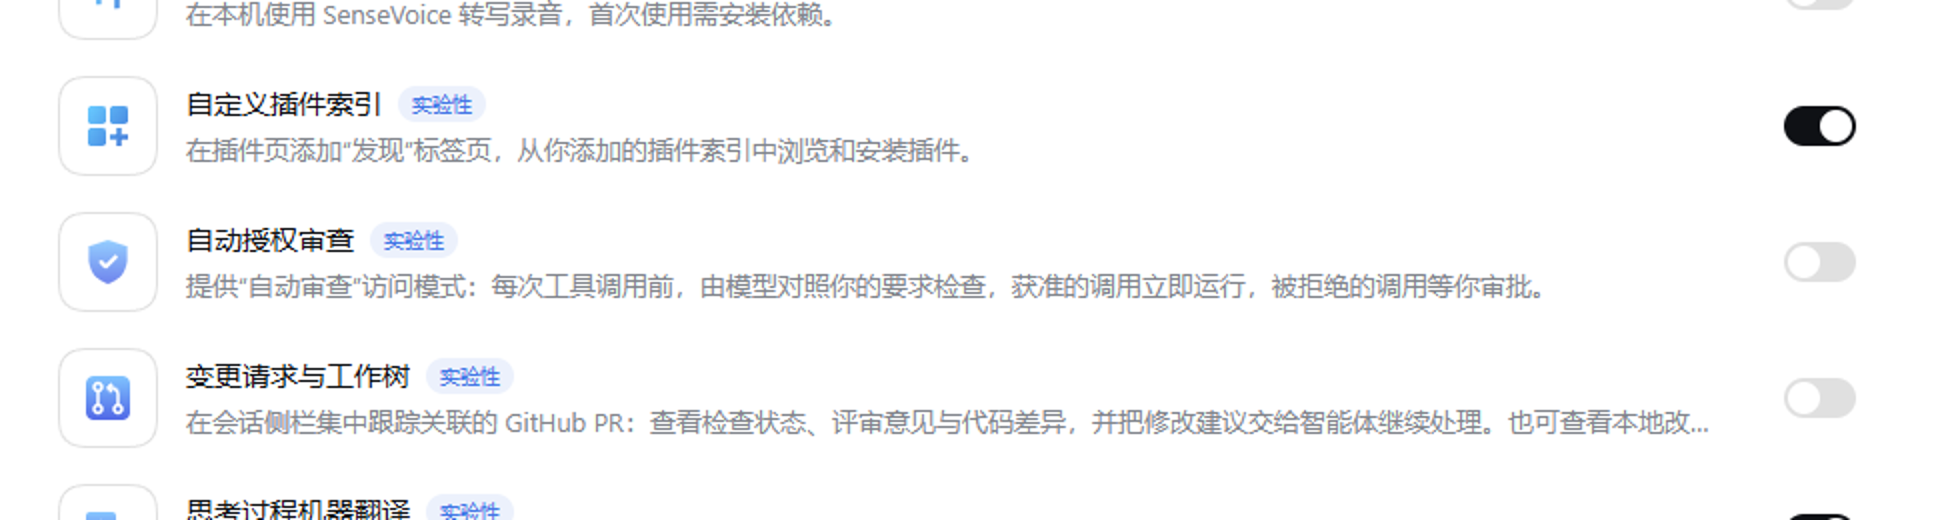 在本机使用 SenseVoice 转写录音，首次使用需安装依赖。
自定义插件索引 实验性
在插件页添加“发现”标签页，从你添加的插件索引中浏览和安装插件。
自动授权审查 实验性
提供“自动审查”访问模式：每次工具调用前，由模型对照你的要求检查，获准的调用立即运行，被拒绝的调用等你审批。
变更请求与工作树 实验性
在会话侧栏集中跟踪关联的 GitHub PR：查看检查状态、评审意见与代码差异，并把修改建议交给智能体继续处理。也可查看本地改...
思考过程机器翻译 实验性